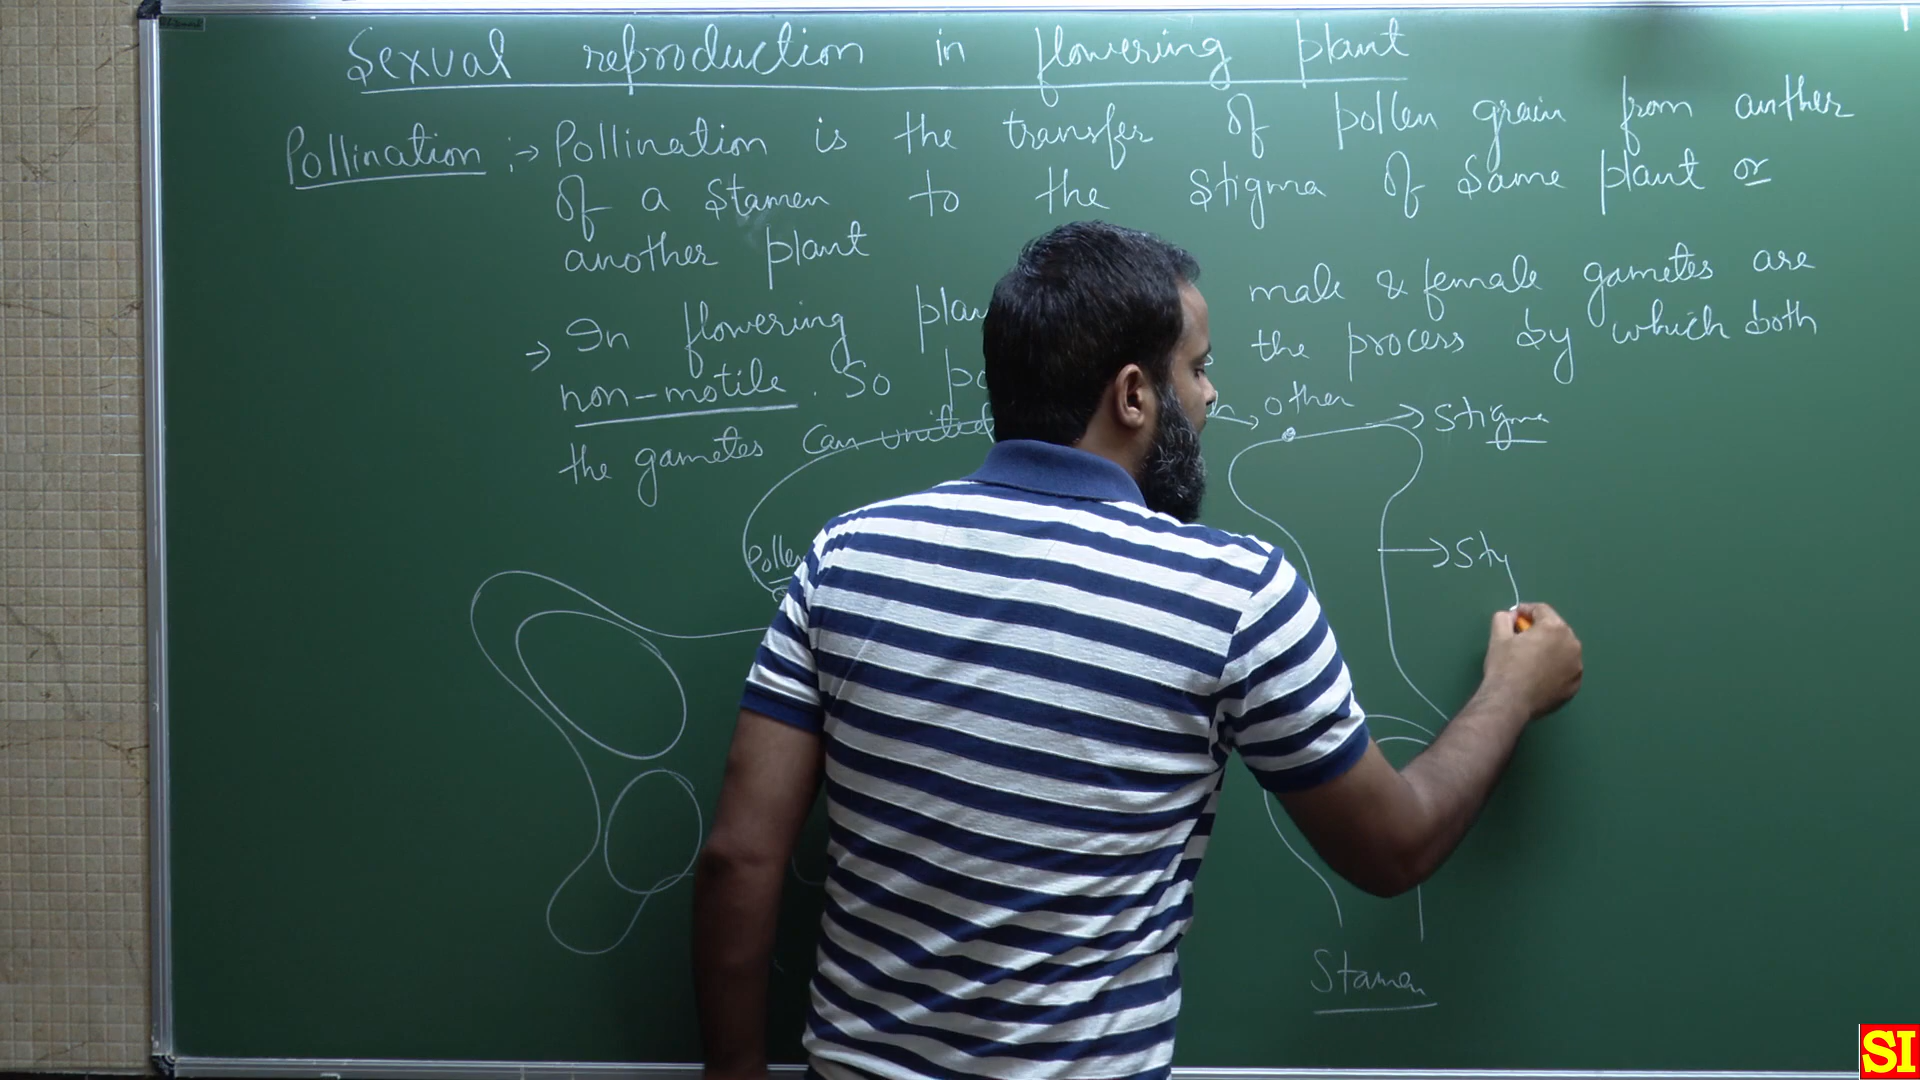 Sexual reproduction in flowering plant
Pollination :-> Pollination is the transfer of pollen grain from anther
of a stamen to the stigma of same plant or
another plant
-> In flowering male & female gametes are
non-motile. So the process by which both
the gametes can united other
-> Stigma
Pollen
-> Sty
Stamen
SI